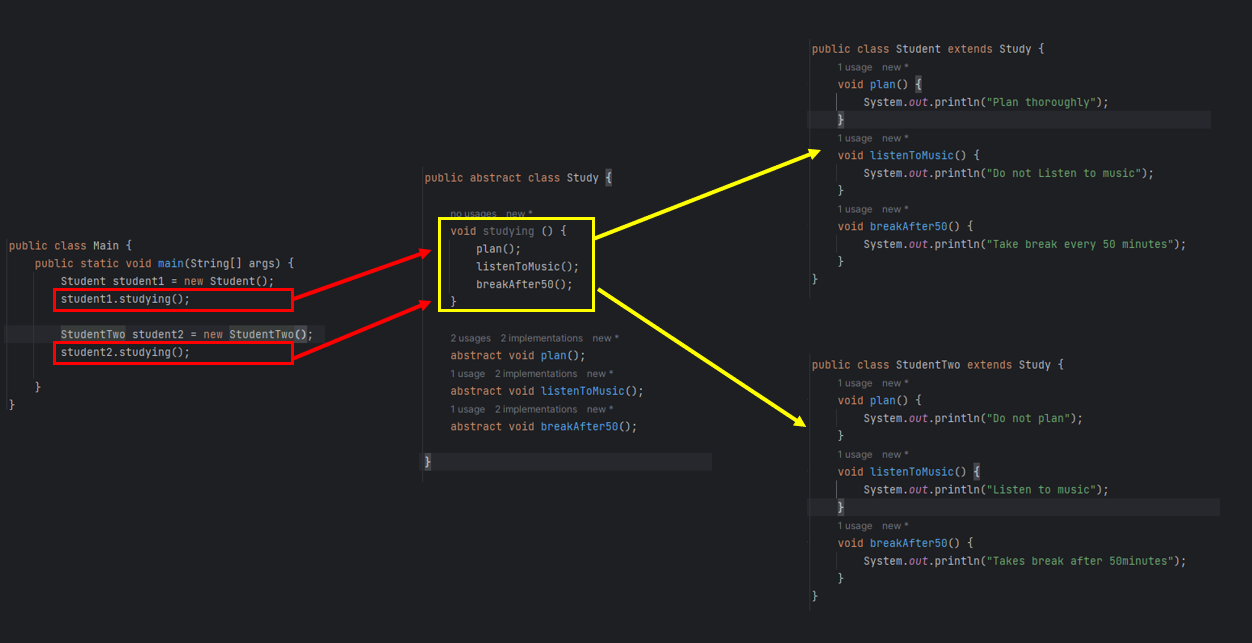 public class Main {
public static void main(String[] args) {
Student student1 = new Student();
student1.studying();
StudentTwo student2 = new StudentTwo();
student2.studying();
}
}
public abstract class Study {
no usages new *
void studying () {
plan();
listenToMusic();
breakAfter50();
}
2 usages 2 implementations new *
abstract void plan();
1 usage 2 implementations new *
abstract void listenToMusic();
1 usage 2 implementations new *
abstract void breakAfter50();
}
public class Student extends Study {
1 usage new *
void plan() {
System.out.println("Plan thoroughly");
}
1 usage new *
void listenToMusic() {
System.out.println("Do not Listen to music");
}
1 usage new *
void breakAfter50() {
System.out.println("Take break every 50 minutes");
}
}
public class StudentTwo extends Study {
1 usage new *
void plan() {
System.out.println("Do not plan");
}
1 usage new *
void listenToMusic() {
System.out.println("Listen to music");
}
1 usage new *
void breakAfter50() {
System.out.println("Takes break after 50minutes");
}
}